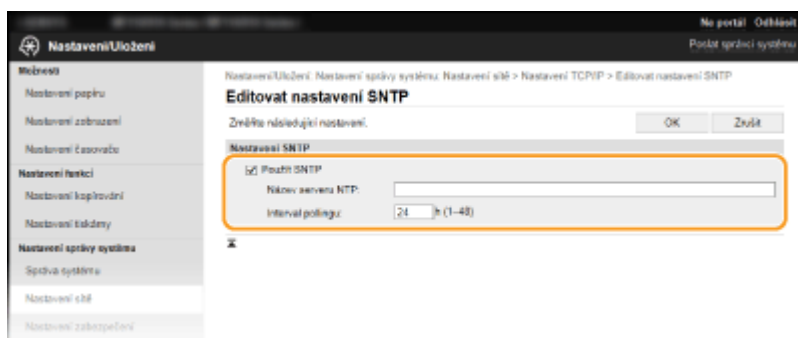 Na portál Odhlásit
Nastavení/Uložení
Poslat správci systému
Možnosti
Nastavení papíru
Nastavení zobrazení
Nastavení časovače
Nastavení funkcí
Nastavení kopírování
Nastavení tiskárny
Nastavení správy systému
Správa systému
Nastavení sítě
Nastavení zabezpečení
Nastavení/Uložení: Nastavení správy systému: Nastavení sítě > Nastavení TCP/IP > Editovat nastavení SNTP
Editovat nastavení SNTP
Změňte následující nastavení.
OK Zrušit
Nastavení SNTP
Použít SNTP
Název serveru NTP:
Interval pollingu: 24 h (1–48)